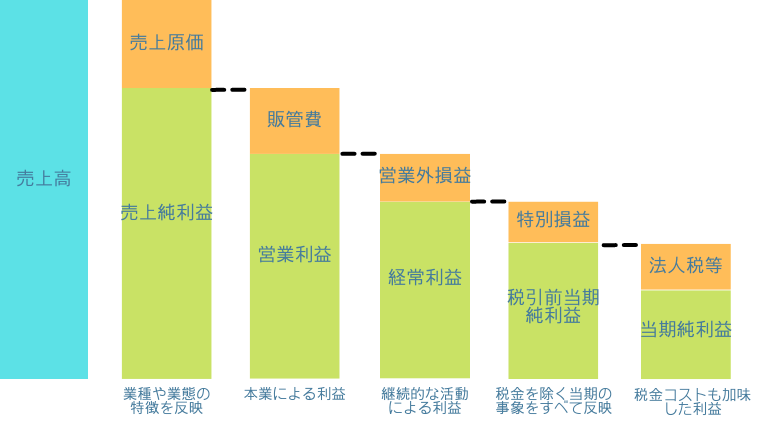 売上高
売上原価
売上純利益
業種や業態の
特徴を反映
販管費
営業利益
本業による利益
営業外損益
経常利益
継続的な活動
による利益
特別損益
税引前当期
純利益
税金を除く当期の
事象をすべて反映
法人税等
当期純利益
税金コストも加味
した利益